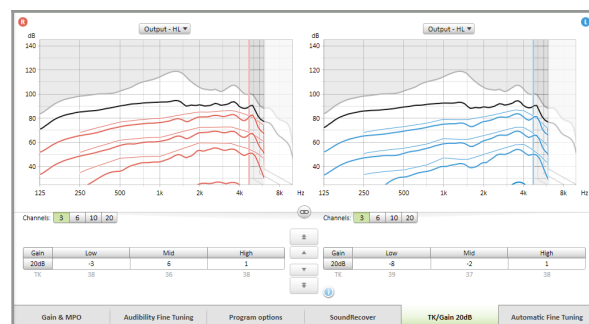 R
L
Output - HL
Output - HL
dB
140
120
100
80
60
40
125 250 500 1k 2k 4k 8k Hz
dB
140
120
100
80
60
40
125 250 500 1k 2k 4k 8k Hz
Channels: 3 6 10 20
Channels: 3 6 10 20
Gain Low Mid High
20dB -3 6 1
TK 38 36 38
Gain Low Mid High
20dB -8 -2 1
TK 39 37 38
Gain & MPO
Audibility Fine Tuning
Program options
SoundRecover
TK/Gain 20dB
Automatic Fine Tuning